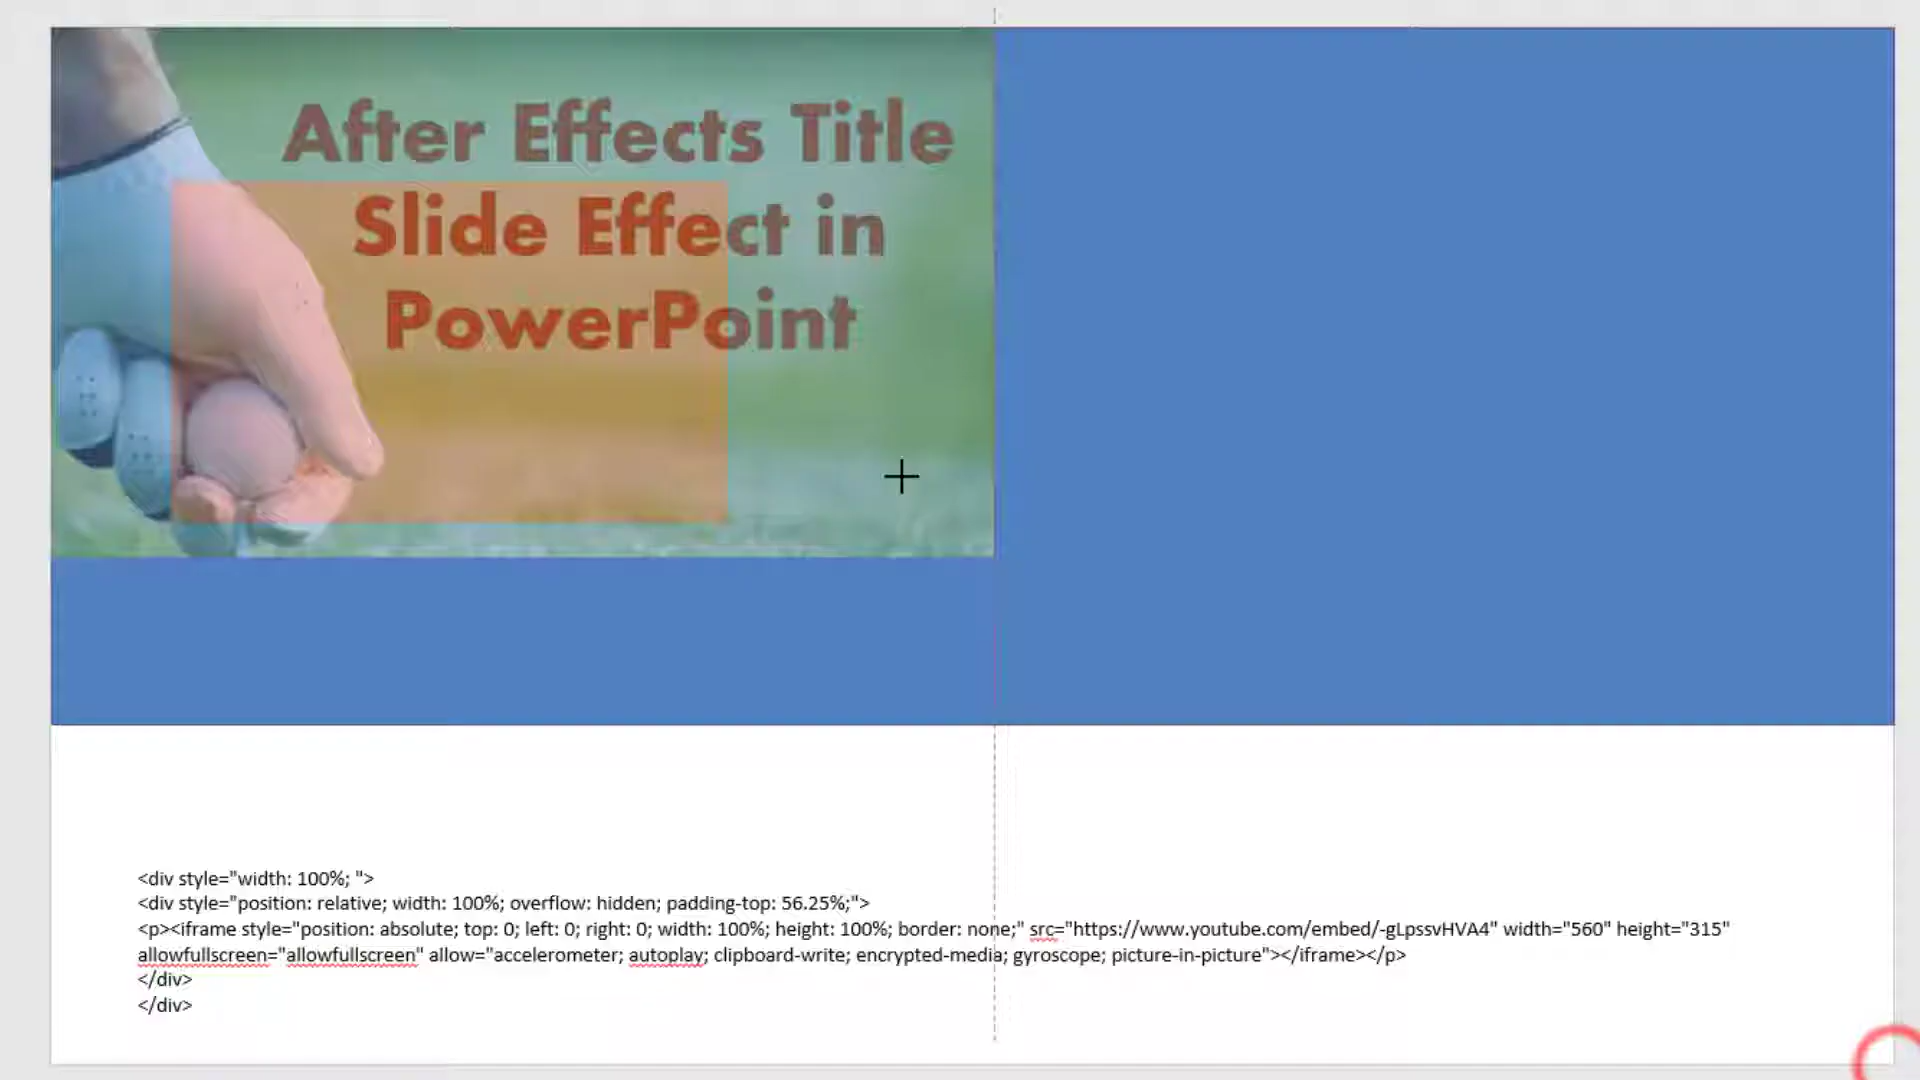 After Effects Title
Slide Effect in
PowerPoint
<div style="width: 100%; ">
<div style="position: relative; width: 100%; overflow: hidden; padding-top: 56.25%;">
<p><iframe style="position: absolute; top: 0; left: 0; right: 0; width: 100%; height: 100%; border: none;" src="https://www.youtube.com/embed/-gLpssvHVA4" width="560" height="315"
allowfullscreen="allowfullscreen" allow="accelerometer; autoplay; clipboard-write; encrypted-media; gyroscope; picture-in-picture"></iframe></p>
</div>
</div>